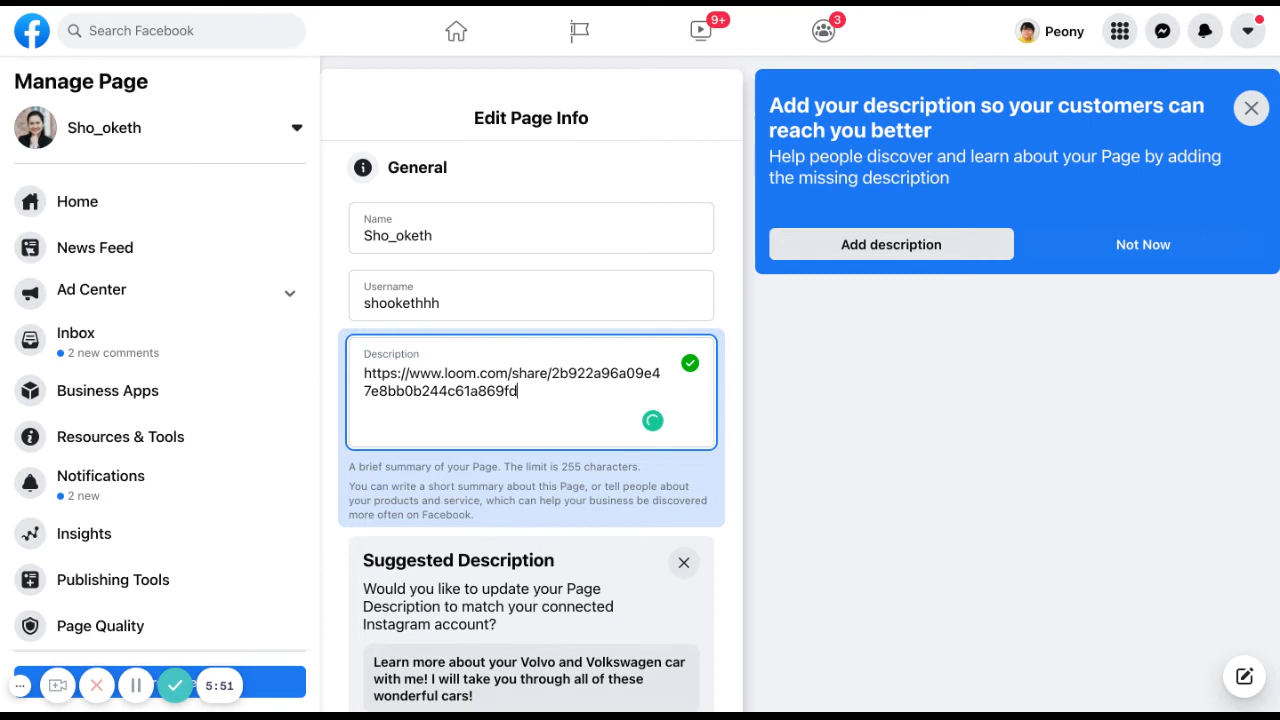 Search Facebook
9+
3
Peony
Manage Page
Sho_oketh
Home
News Feed
Ad Center
Inbox
2 new comments
Business Apps
Resources & Tools
Notifications
2 new
Insights
Publishing Tools
Page Quality
5:51
Edit Page Info
General
Name
Sho_oketh
Username
shookethhh
Description
https://www.loom.com/share/2b922a96a09e4
7e8bb0b244c61a869fd
A brief summary of your Page. The limit is 255 characters.
You can write a short summary about this Page, or tell people about
your products and service, which can help your business be discovered
more often on Facebook.
Suggested Description
Would you like to update your Page
Description to match your connected
Instagram account?
Learn more about your Volvo and Volkswagen car
with me! I will take you through all of these
wonderful cars!
Add your description so your customers can
reach you better
Help people discover and learn about your Page by adding
the missing description
Add description
Not Now